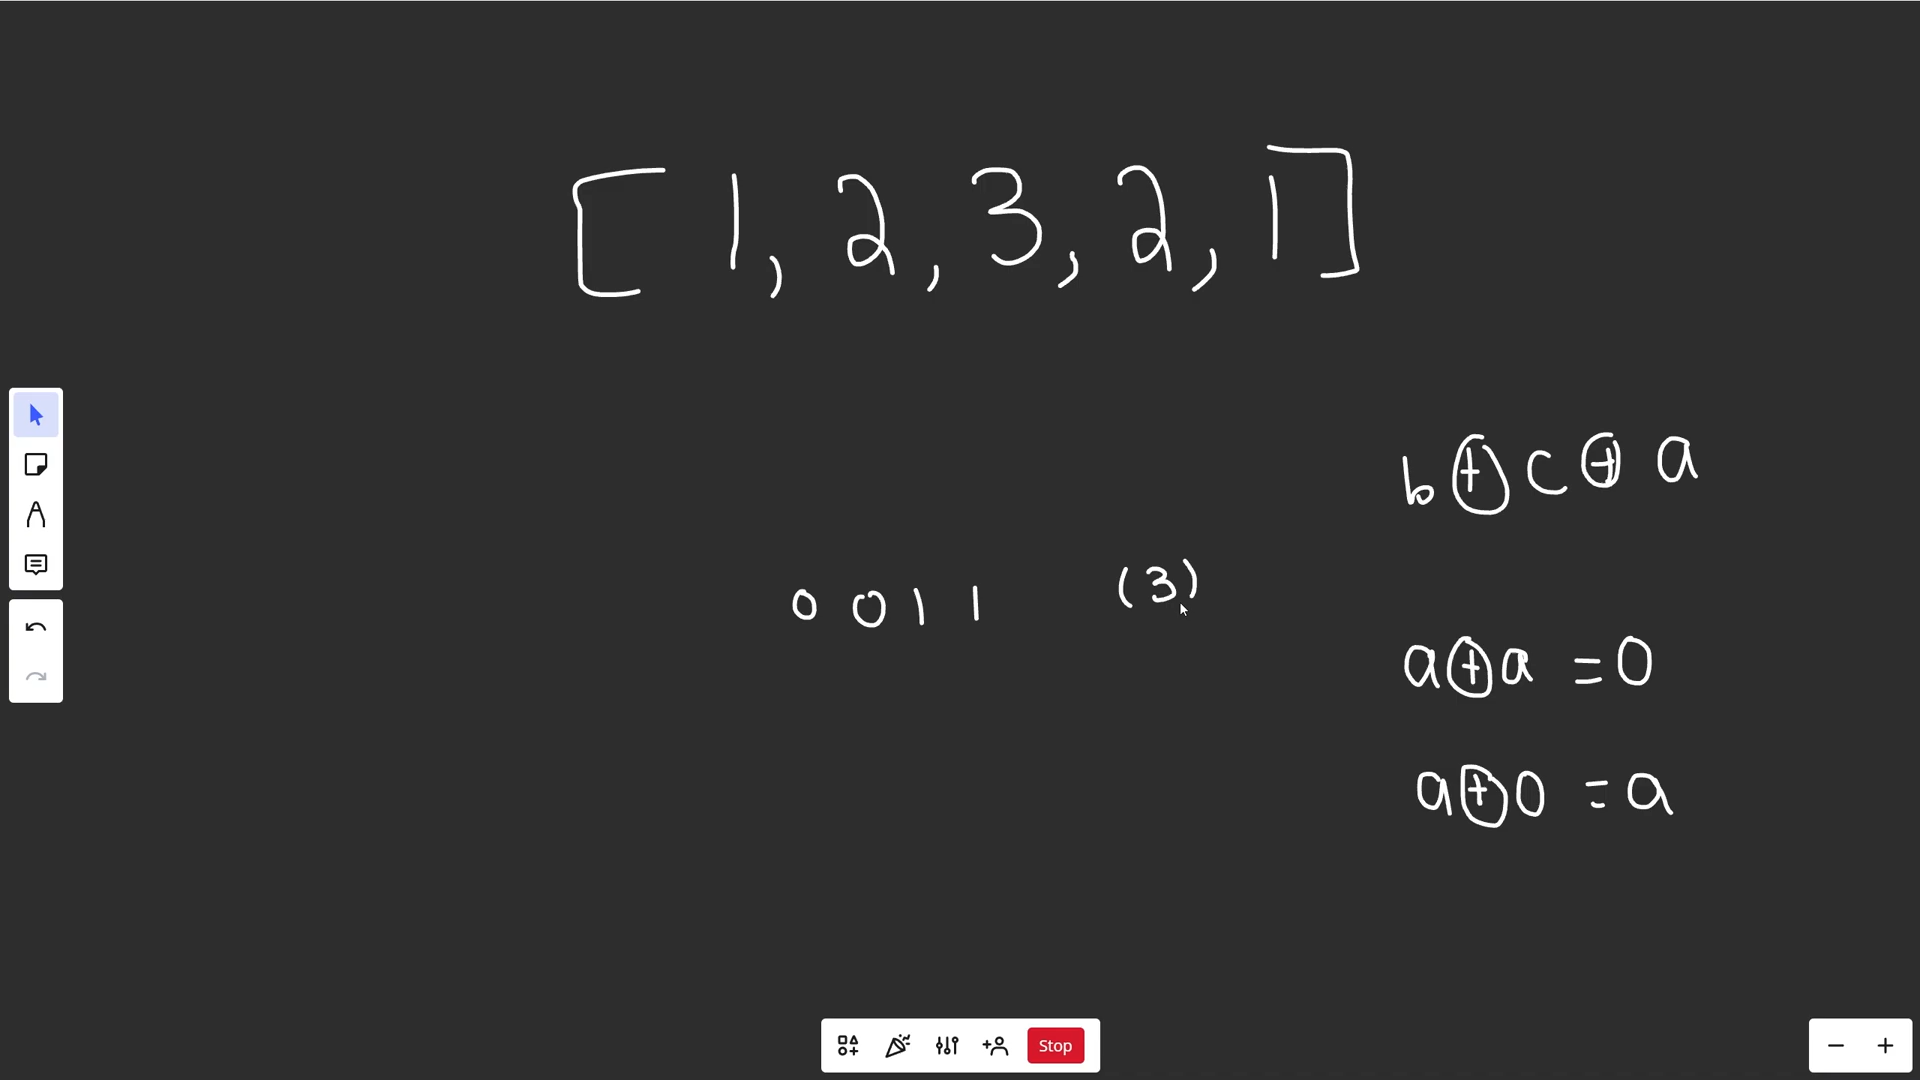 [ 1, 2, 3, 2, 1 ]
b ⊕ c ⊕ a
0 0 1 1 (3)
a ⊕ a = 0
a ⊕ 0 = a
Stop